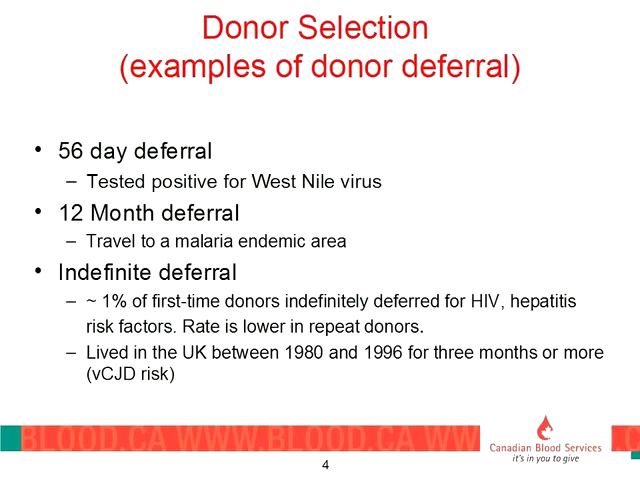 Donor Selection
(examples of donor deferral)
• 56 day deferral
– Tested positive for West Nile virus
• 12 Month deferral
– Travel to a malaria endemic area
• Indefinite deferral
– ~ 1% of first-time donors indefinitely deferred for HIV, hepatitis
risk factors. Rate is lower in repeat donors.
– Lived in the UK between 1980 and 1996 for three months or more
(vCJD risk)
BLOOD.CA WWW.BLOOD.CA WW
Canadian Blood Services
it's in you to give
4